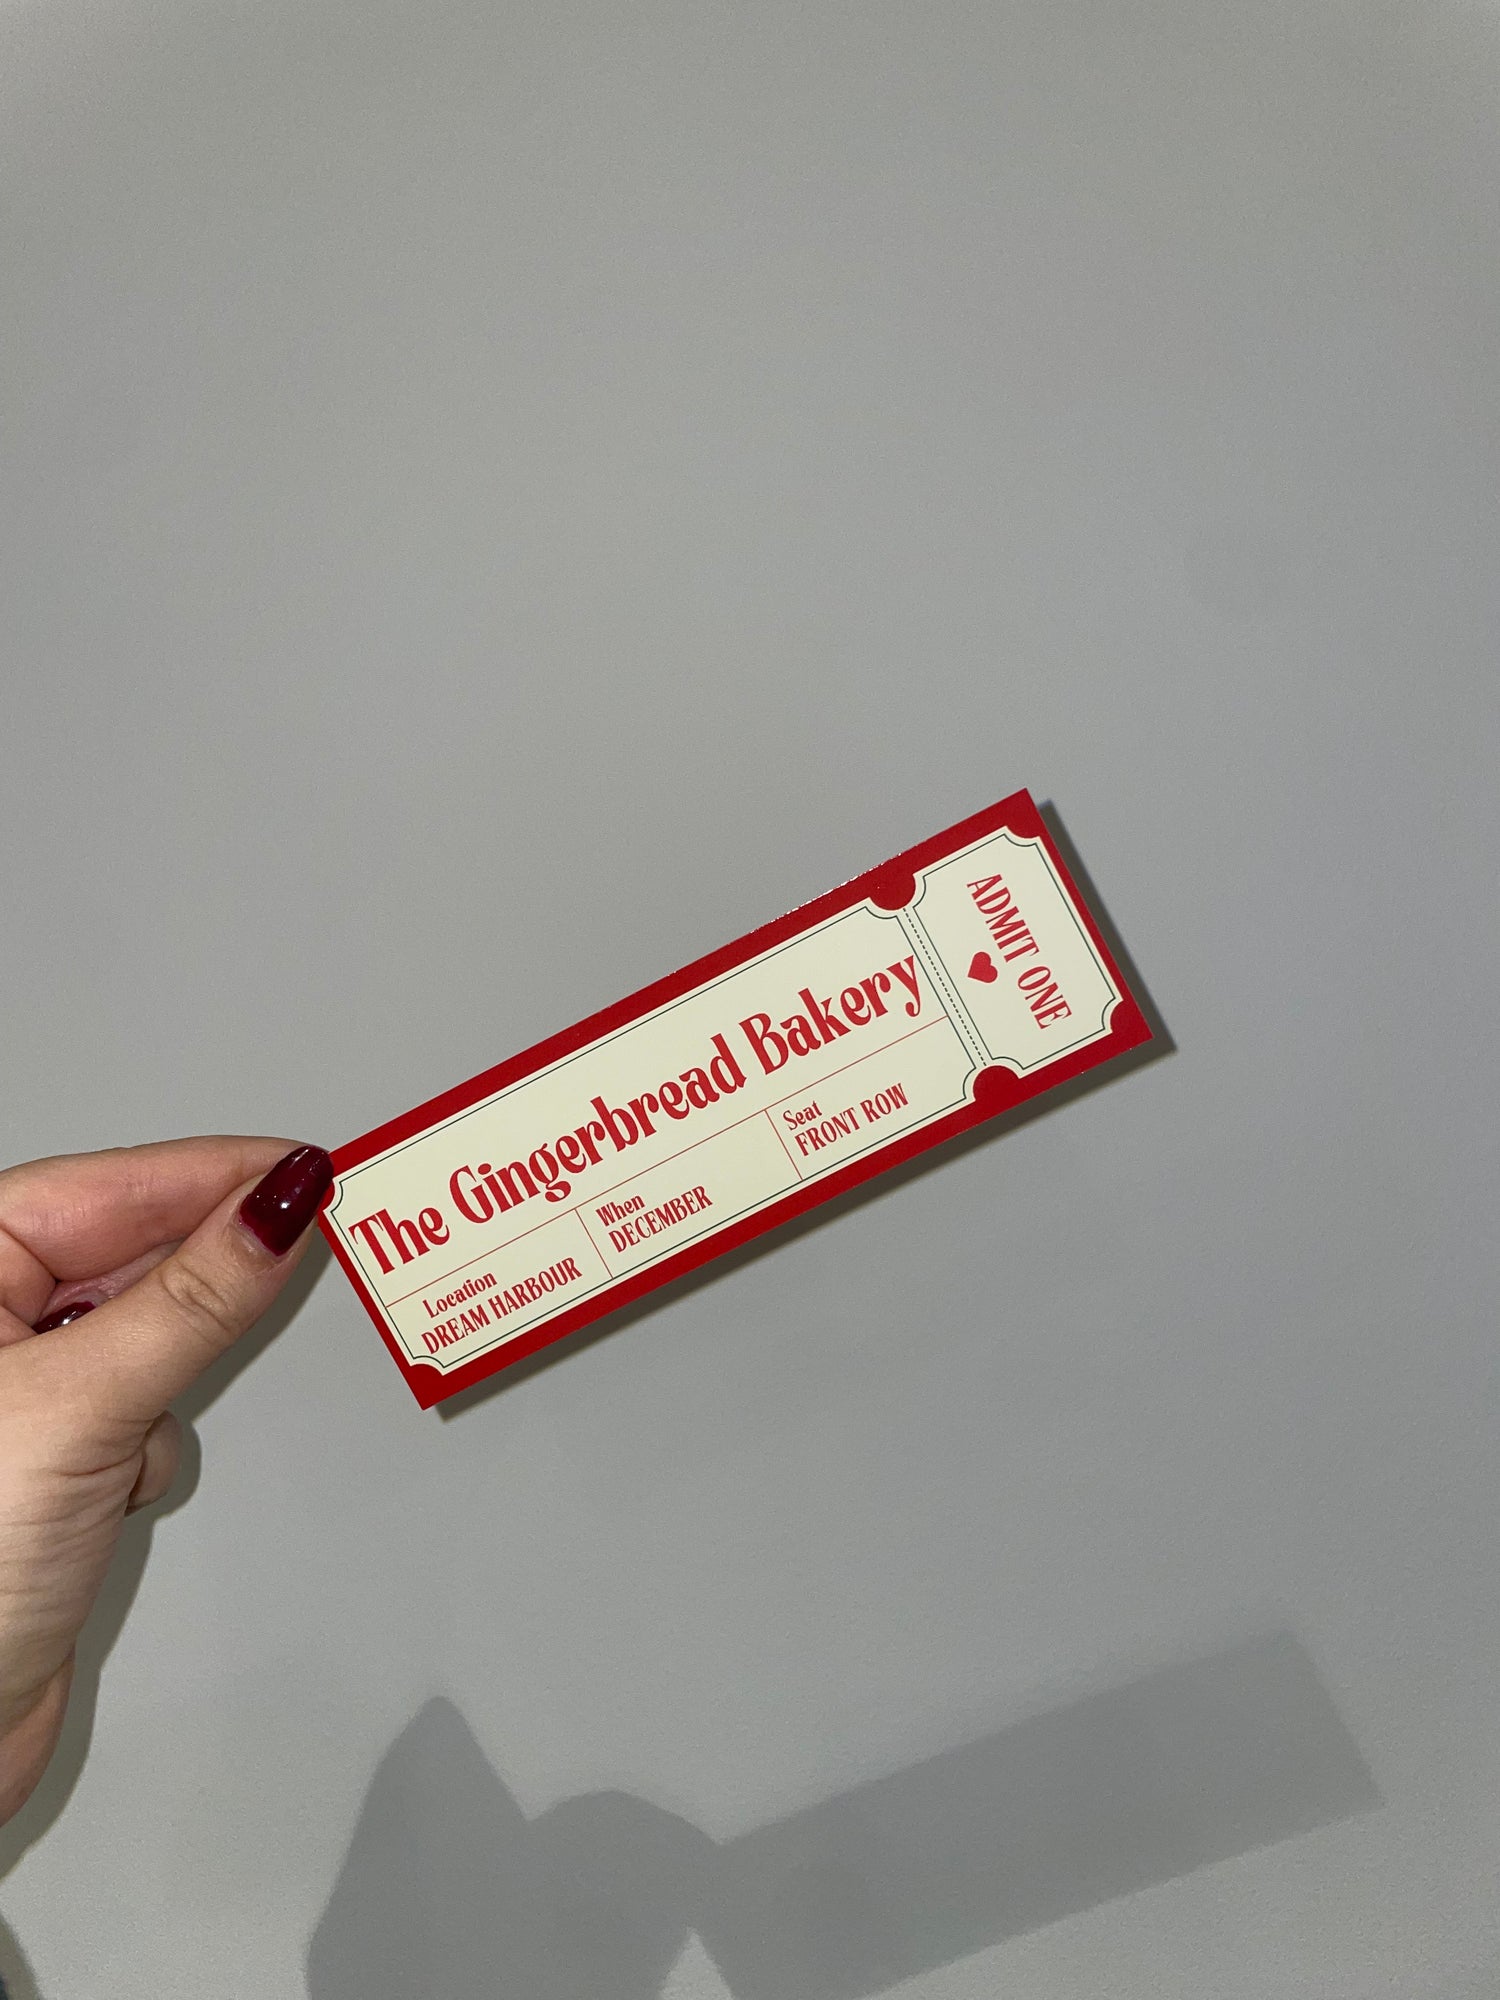 The Gingerbread Bakery
Location
DREAM HARBOUR
When
DECEMBER
Seat
FRONT ROW
ADMIT ONE